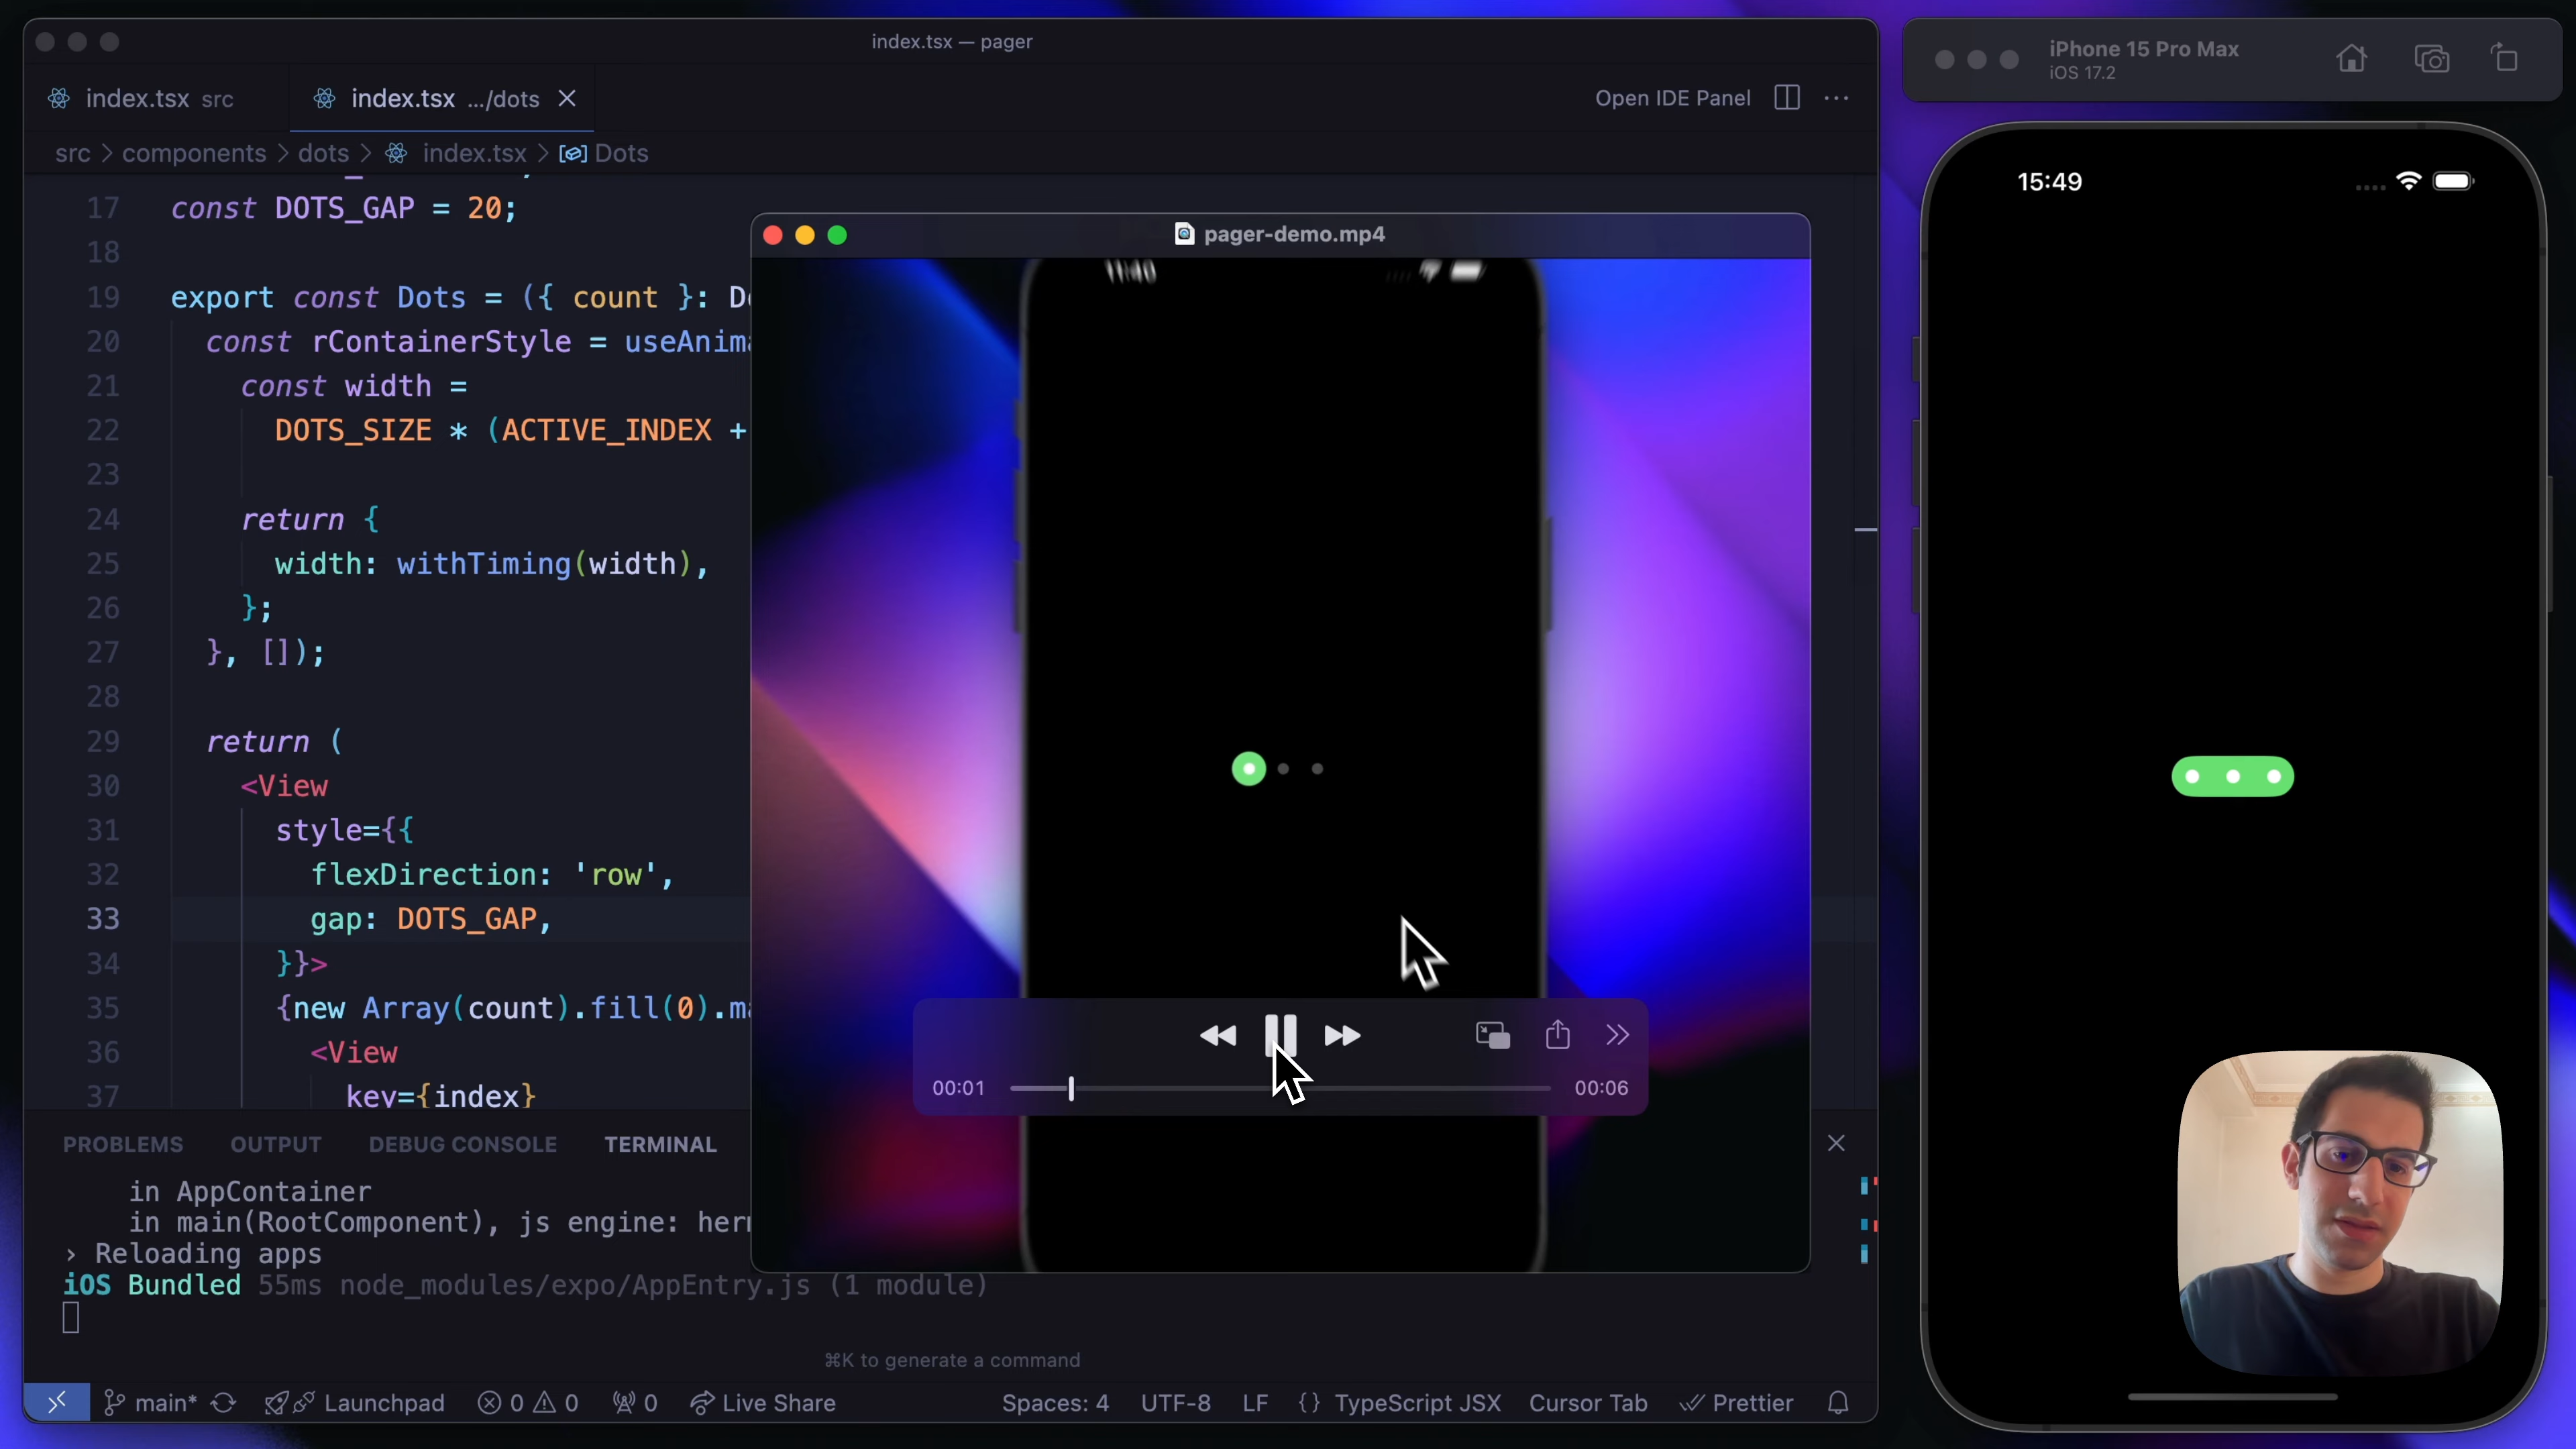 index.tsx — pager
index.tsx src
index.tsx .../dots
Open IDE Panel
src > components > dots > index.tsx > Dots
17 const DOTS_GAP = 20;
18
19 export const Dots = ({ count }: D
20 const rContainerStyle = useAnim
21 const width =
22 DOTS_SIZE * (ACTIVE_INDEX +
23
24 return {
25 width: withTiming(width),
26 };
27 }, []);
28
29 return (
30 <View
31 style={{
32 flexDirection: 'row',
33 gap: DOTS_GAP,
34 }}>
35 {new Array(count).fill(0).m
36 <View
37 key={index}
PROBLEMS OUTPUT DEBUG CONSOLE TERMINAL
in AppContainer
in main(RootComponent), js engine: her
› Reloading apps
iOS Bundled 55ms node_modules/expo/AppEntry.js (1 module)
⌘K to generate a command
main* Launchpad 0 0 0 Live Share Spaces: 4 UTF-8 LF {} TypeScript JSX Cursor Tab Prettier
pager-demo.mp4
00:01
00:06
iPhone 15 Pro Max
iOS 17.2
15:49